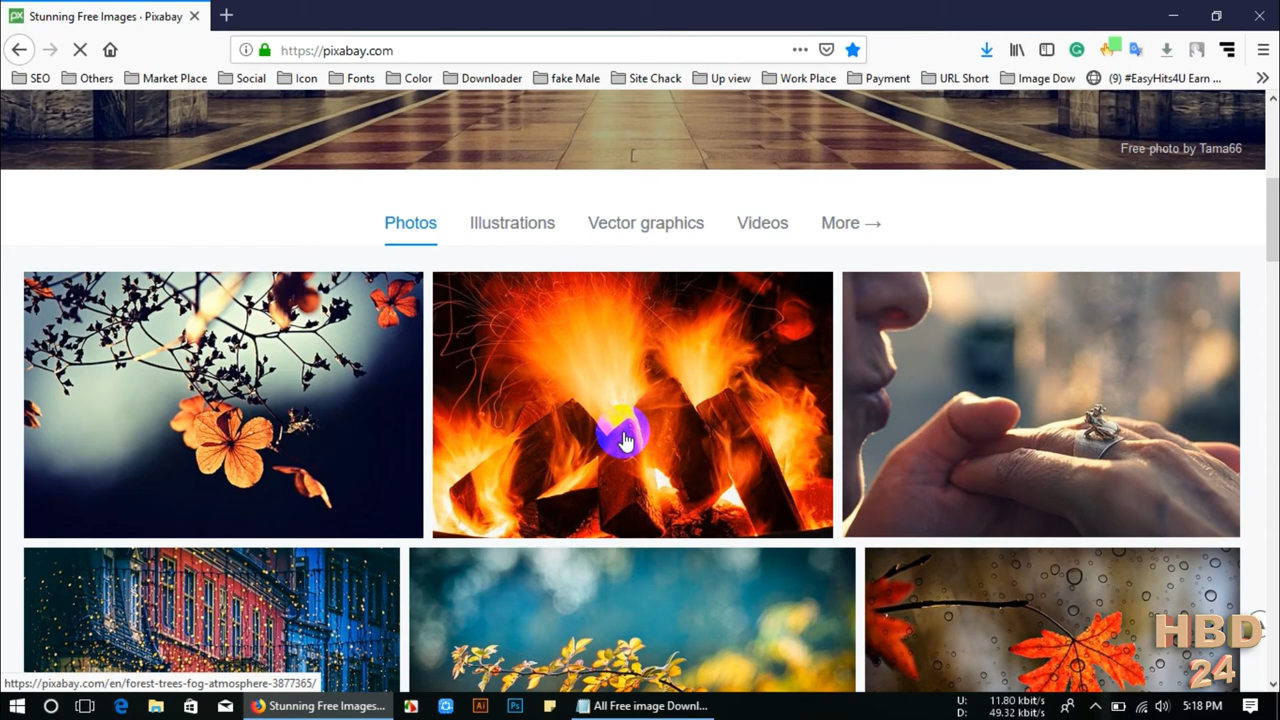 Stunning Free Images · Pixabay
https://pixabay.com
SEO Others Market Place Social Icon Fonts Color Downloader fake Male Site Chack Up view Work Place Payment URL Short Image Dow (9) #EasyHits4U Earn ...
Free photo by Tama66
Photos Illustrations Vector graphics Videos More →
HBD
24
https://pixabay.com/en/forest-trees-fog-atmosphere-3877365/
Stunning Free Images... Ai Ps All Free image Downl... U: 11.80 kbit/s
D: 49.32 kbit/s
5:18 PM